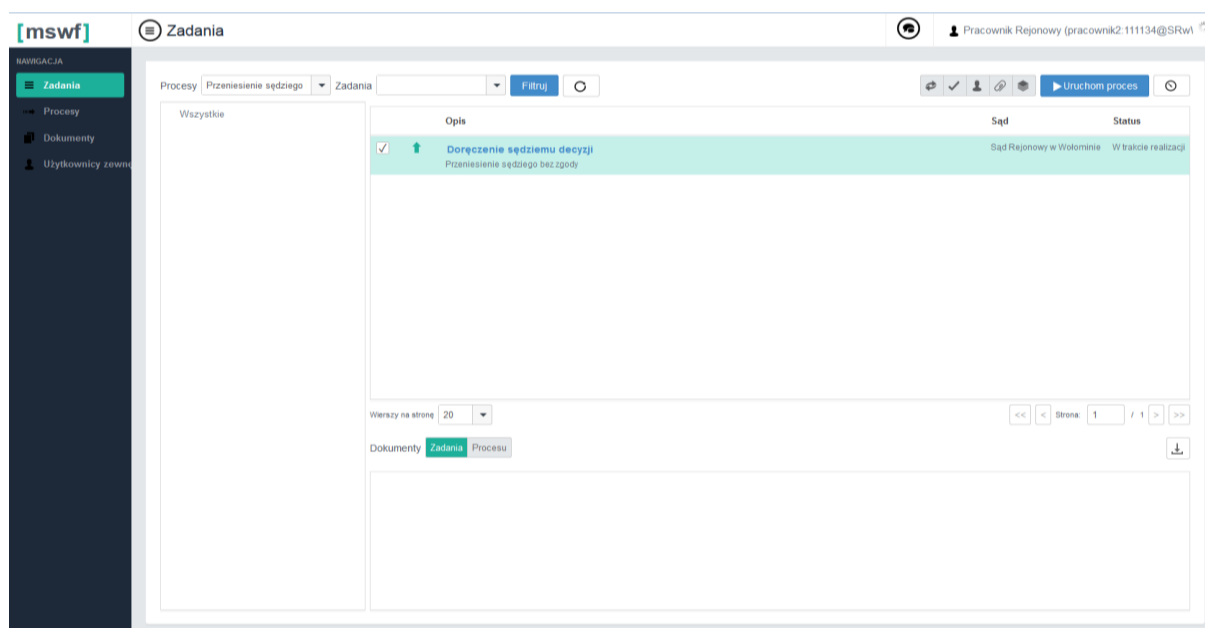 [mswf]
Zadania
Pracownik Rejonowy (pracownik2:111134@SRw\
NAWIGACJA
Zadania
Procesy
Dokumenty
Użytkownicy zewnę
Procesy Przeniesienie sędziego Zadania Filtruj Uruchom proces
Wszystkie
Opis Sąd Status
Doręczenie sędziemu decyzji Sąd Rejonowy w Wołominie W trakcie realizacji
Przeniesienie sędziego bez zgody
Wierszy na stronę 20 << < Strona: 1 / 1 > >>
Dokumenty Zadania Procesu